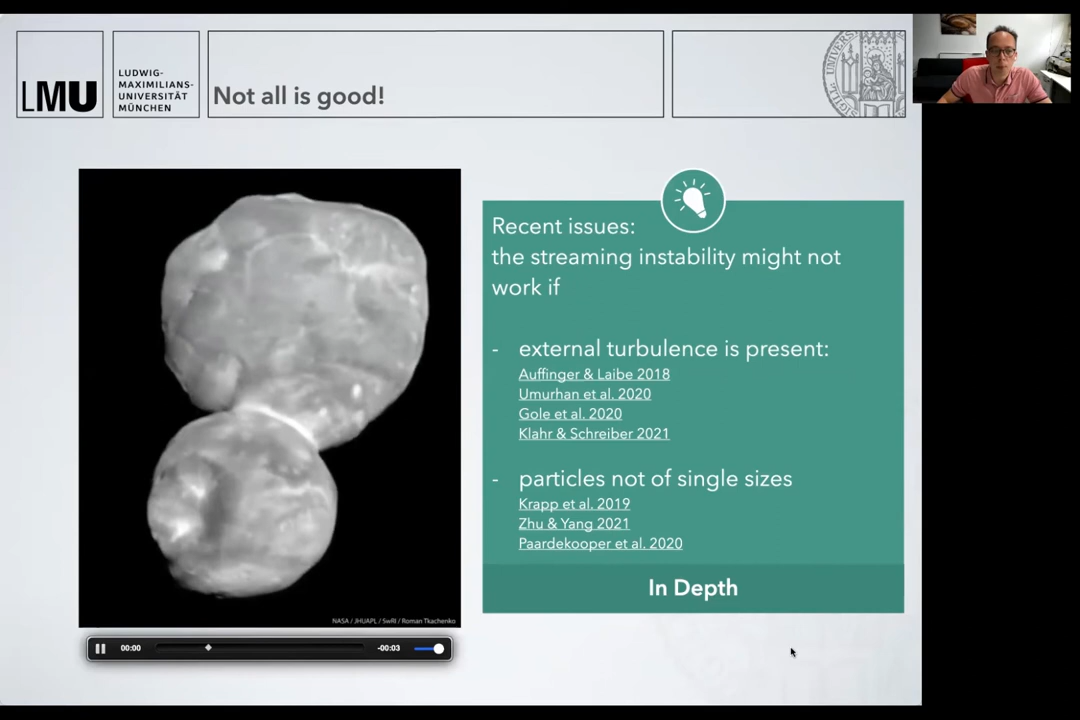 LMU
LUDWIG-
MAXIMILIANS-
UNIVERSITÄT
MÜNCHEN
Not all is good!
Recent issues:
the streaming instability might not
work if
- external turbulence is present:
Auffinger & Laibe 2018
Umurhan et al. 2020
Gole et al. 2020
Klahr & Schreiber 2021
- particles not of single sizes
Krapp et al. 2019
Zhu & Yang 2021
Paardekooper et al. 2020
In Depth
NASA / JHUAPL / SwRI / Roman Tkachenko
00:00
-00:03